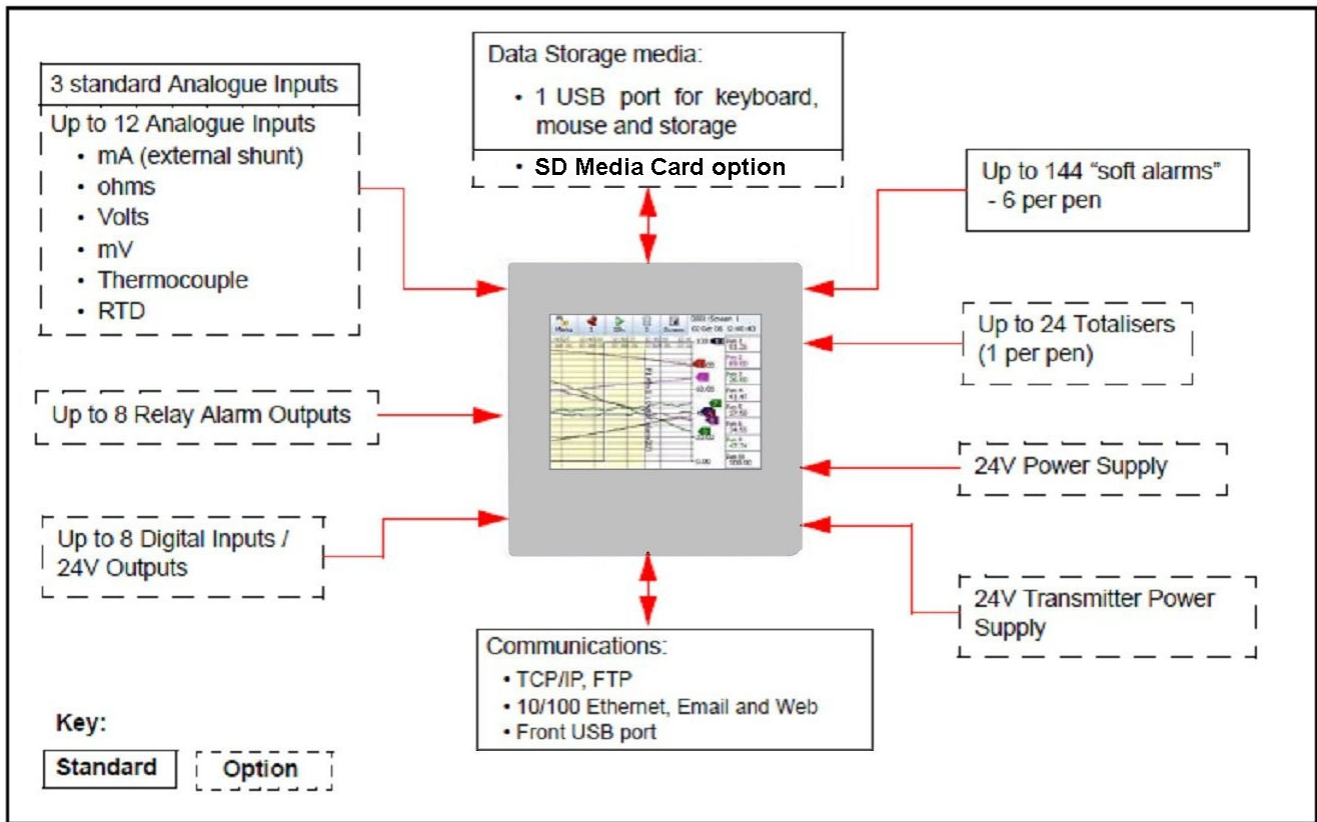 3 standard Analogue Inputs
Up to 12 Analogue Inputs
• mA (external shunt)
• ohms
• Volts
• mV
• Thermocouple
• RTD
Data Storage media:
• 1 USB port for keyboard,
mouse and storage
• SD Media Card option
Up to 144 “soft alarms”
- 6 per pen
Up to 24 Totalisers
(1 per pen)
Up to 8 Relay Alarm Outputs
24V Power Supply
Up to 8 Digital Inputs /
24V Outputs
24V Transmitter Power
Supply
Communications:
• TCP/IP, FTP
• 10/100 Ethernet, Email and Web
• Front USB port
Key:
Standard
Option